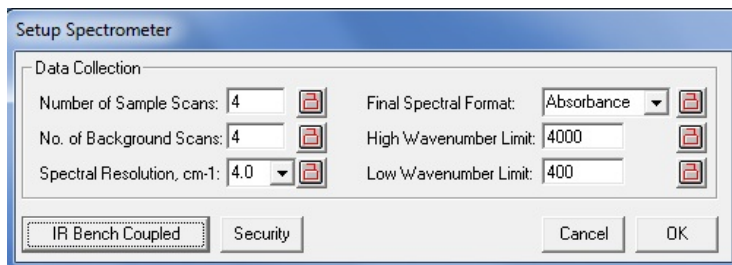 Setup Spectrometer
Data Collection
Number of Sample Scans: 4 Final Spectral Format: Absorbance
No. of Background Scans: 4 High Wavenumber Limit: 4000
Spectral Resolution, cm-1: 4.0 Low Wavenumber Limit: 400
IR Bench Coupled Security Cancel OK